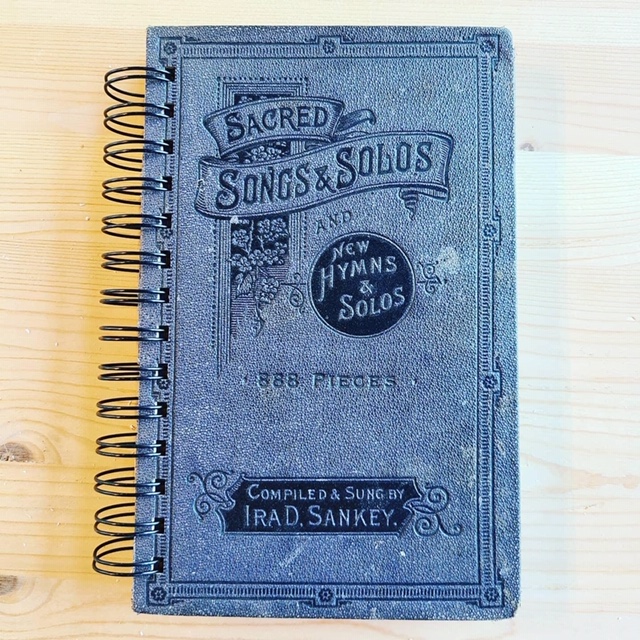 SACRED
SONGS & SOLOS
AND
NEW
HYMNS
&
SOLOS
888 PIECES
COMPILED & SUNG BY
IRA D. SANKEY.